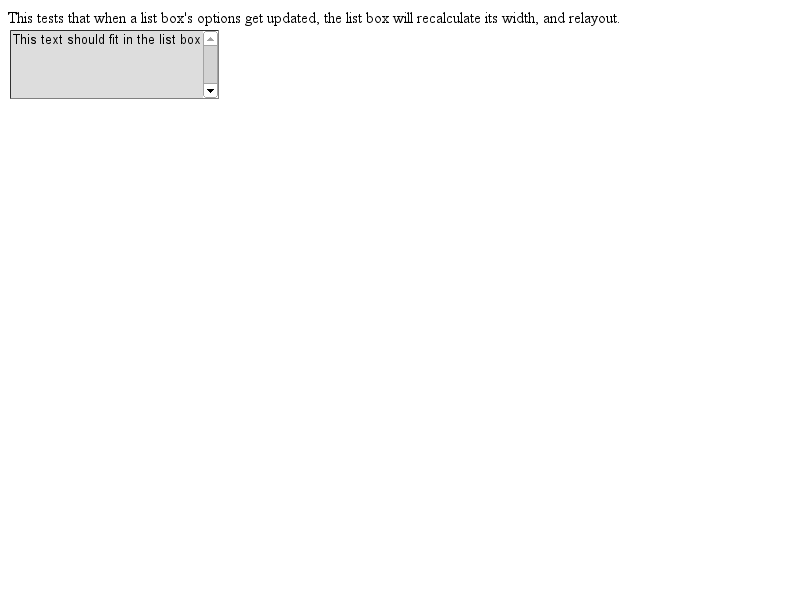 This tests that when a list box's options get updated, the list box will recalculate its width, and relayout.
This text should fit in the list box